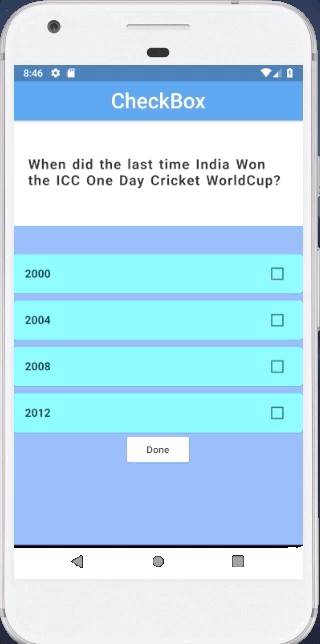 8:46
CheckBox
When did the last time India Won
the ICC One Day Cricket WorldCup?
2000
2004
2008
2012
Done